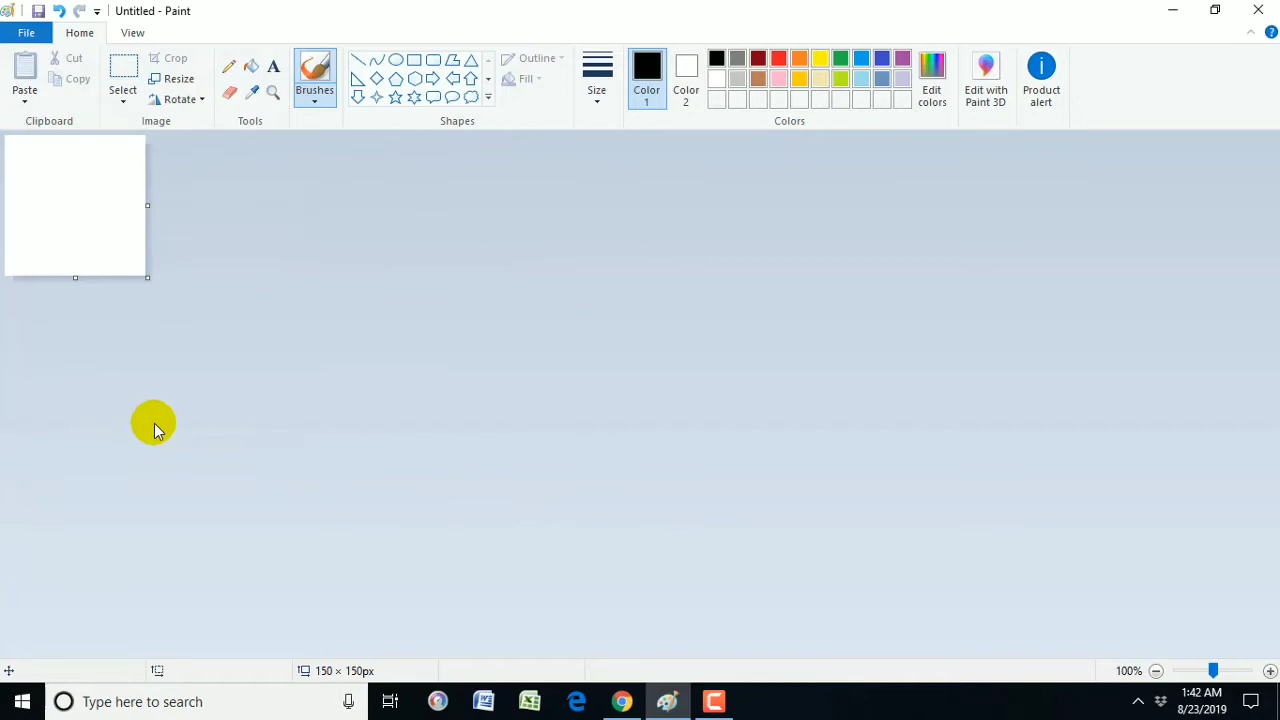 Untitled - Paint
File Home View
Paste
Cut
Copy
Clipboard
Select
Crop
Resize
Rotate
Image
A
Tools
Brushes
Shapes
Outline
Fill
Size
Color 1
Color 2
Colors
Edit colors
Edit with Paint 3D
Product alert
150 × 150px
100%
Type here to search
1:42 AM
8/23/2019